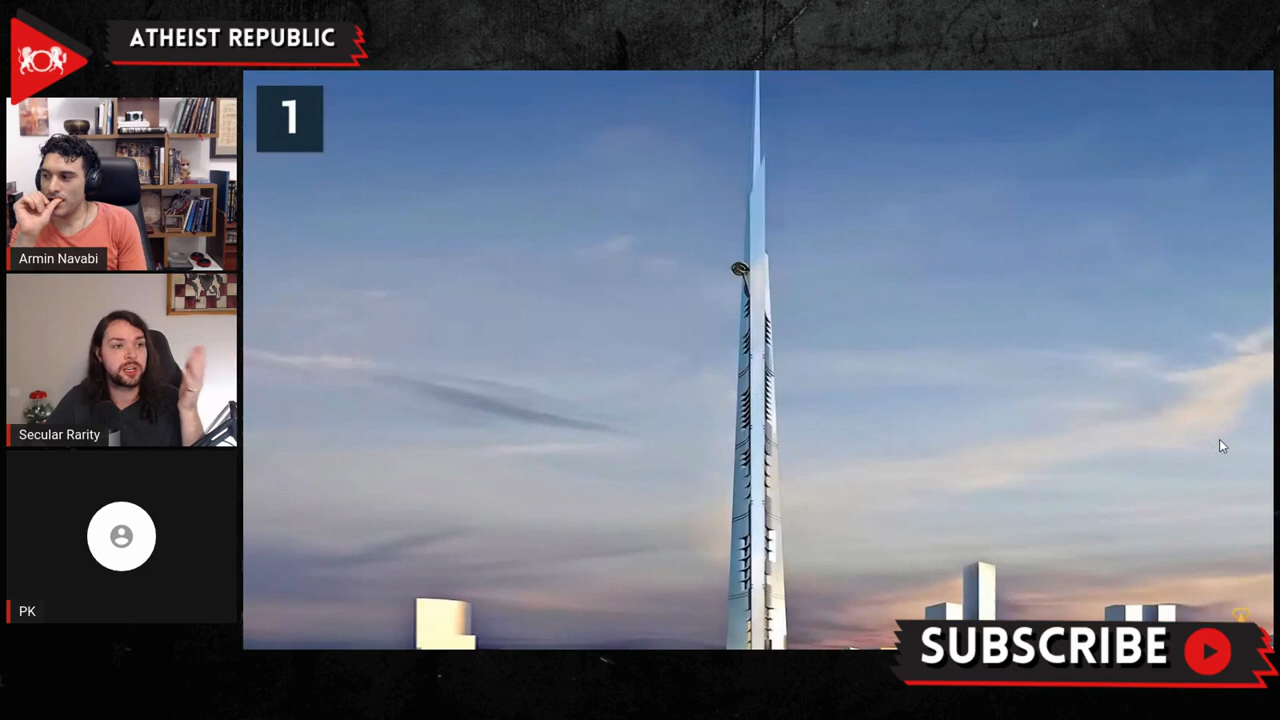 ATHEIST REPUBLIC
1
Armin Navabi
Secular Rarity
PK
SUBSCRIBE